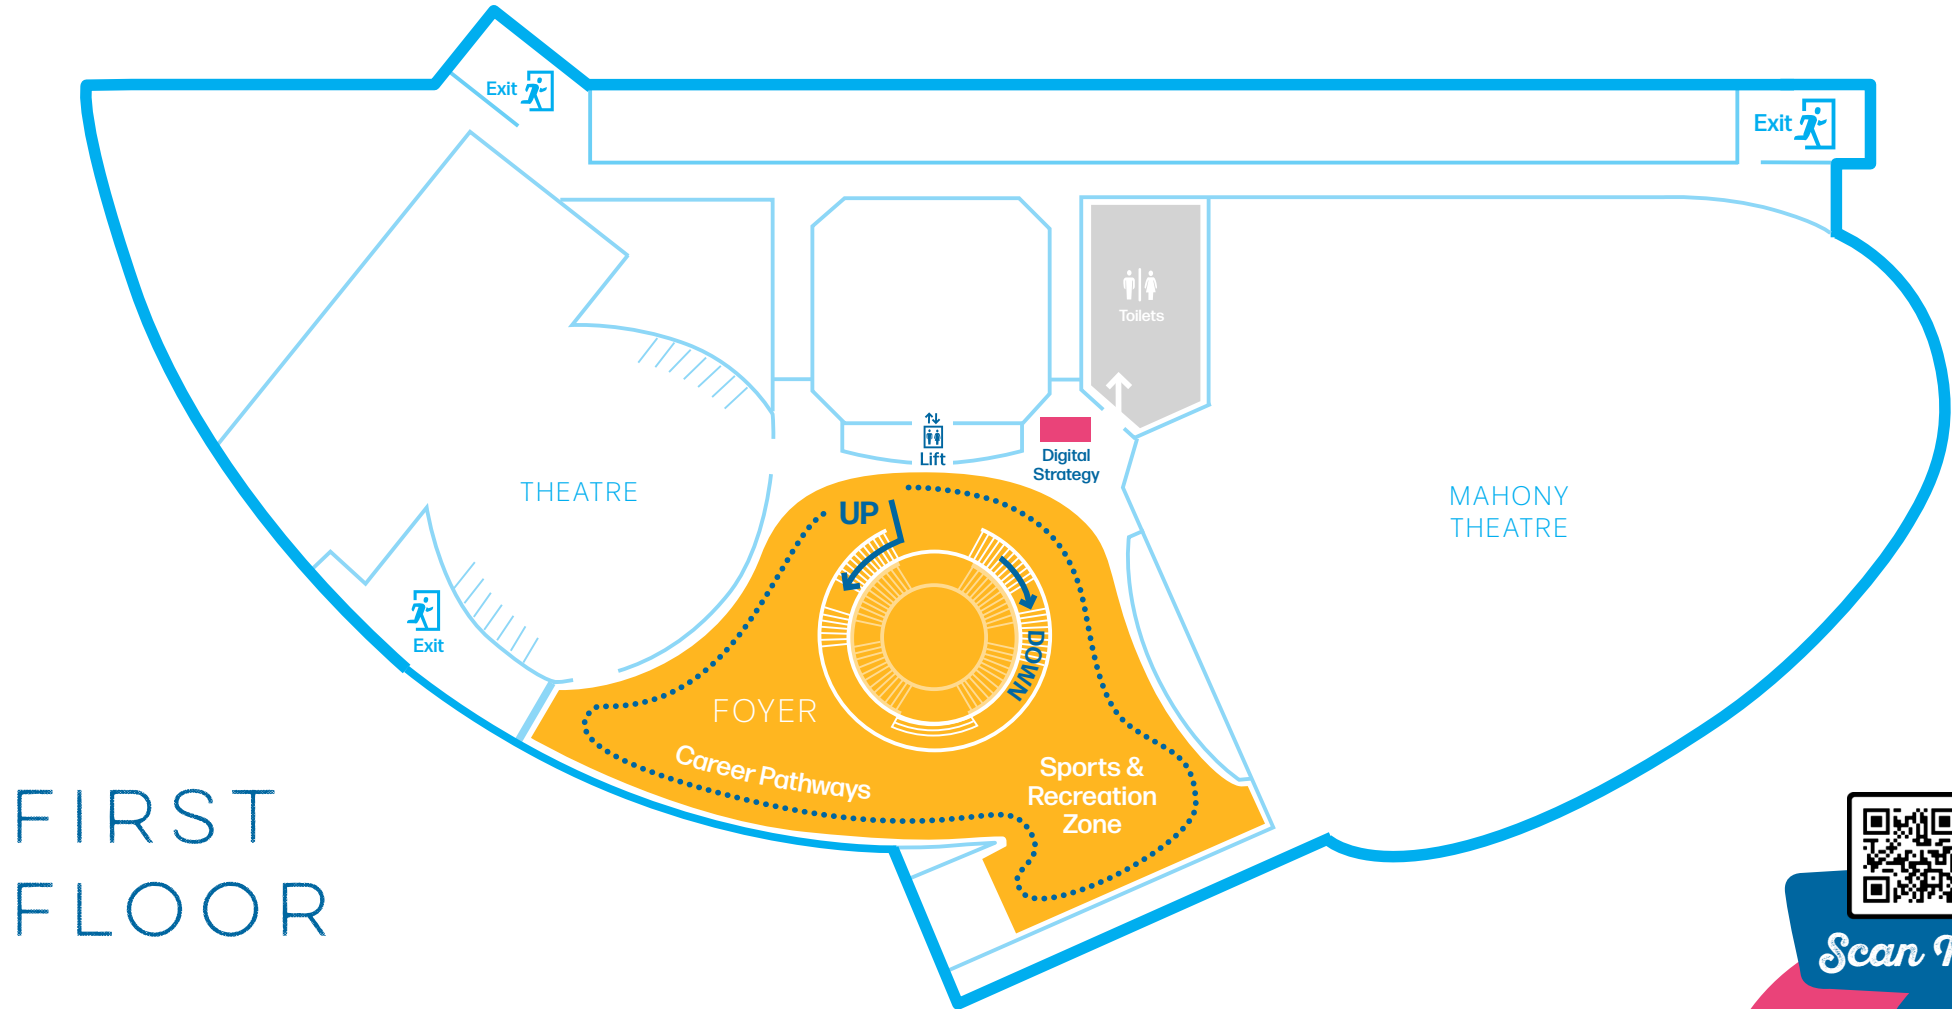 Exit
Exit
Toilets
Lift
Digital
Strategy
THEATRE
MAHONY
THEATRE
UP
DOWN
Exit
FOYER
Career Pathways
Sports &
Recreation
Zone
FIRST
FLOOR
Scan